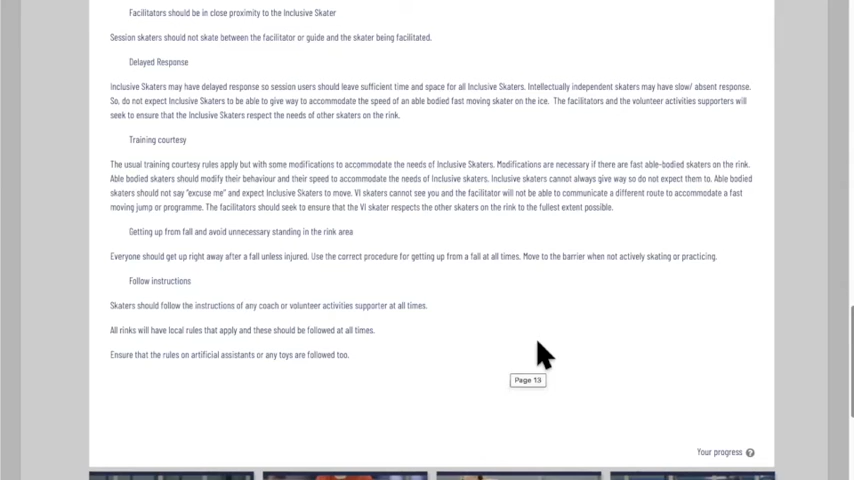 Facilitators should be in close proximity to the Inclusive Skater
Session skaters should not skate between the facilitator or guide and the skater being facilitated.
Delayed Response
Inclusive Skaters may have delayed response so session users should leave sufficient time and space for all Inclusive Skaters. Intellectually independent skaters may have slow/ absent response.
So, do not expect Inclusive Skaters to be able to give way to accommodate the speed of an able bodied fast moving skater on the ice. The facilitators and the volunteer activities supporters will
seek to ensure that the Inclusive Skaters respect the needs of other skaters on the rink.
Training courtesy
The usual training courtesy rules apply but with some modifications to accommodate the needs of Inclusive Skaters. Modifications are necessary if there are fast able-bodied skaters on the rink.
Able bodied skaters should modify their behaviour and their speed to accommodate the needs of Inclusive skaters. Inclusive skaters cannot always give way so do not expect them to. Able bodied
skaters should not say "excuse me" and expect Inclusive Skaters to move. VI skaters cannot see you and the facilitator will not be able to communicate a different route to accommodate a fast
moving jump or programme. The facilitators should seek to ensure that the VI skater respects the other skaters on the rink to the fullest extent possible.
Getting up from fall and avoid unnecessary standing in the rink area
Everyone should get up right away after a fall unless injured. Use the correct procedure for getting up from a fall at all times. Move to the barrier when not actively skating or practicing.
Follow instructions
Skaters should follow the instructions of any coach or volunteer activities supporter at all times.
All rinks will have local rules that apply and these should be followed at all times.
Ensure that the rules on artificial assistants or any toys are followed too.
Page 13
Your progress